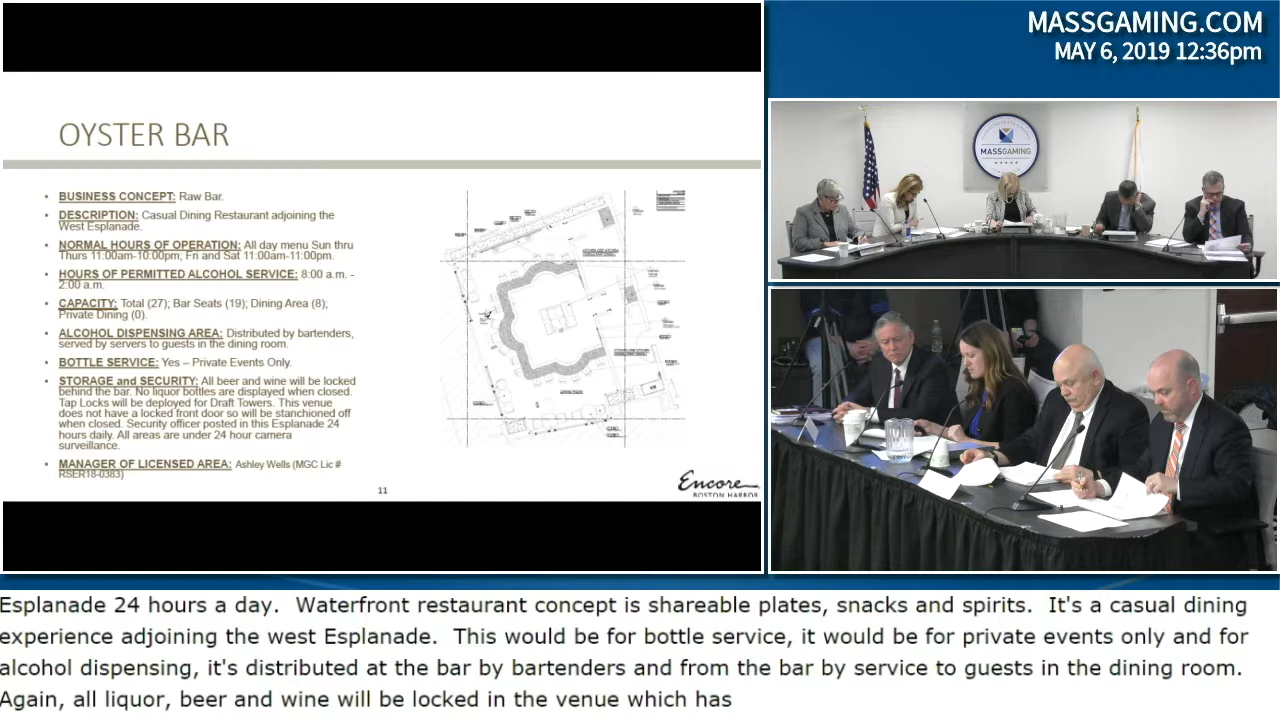 MASSGAMING.COM
MAY 6, 2019 12:36pm
OYSTER BAR
• BUSINESS CONCEPT: Raw Bar.
• DESCRIPTION: Casual Dining Restaurant adjoining the
West Esplanade.
• NORMAL HOURS OF OPERATION: All day menu Sun thru
Thurs 11:00am-10:00pm; Fri and Sat 11:00am-11:00pm.
• HOURS OF PERMITTED ALCOHOL SERVICE: 8:00 a.m. -
2:00 a.m.
• CAPACITY: Total (27); Bar Seats (19); Dining Area (8);
Private Dining (0).
• ALCOHOL DISPENSING AREA: Distributed by bartenders,
served by servers to guests in the dining room.
• BOTTLE SERVICE: Yes – Private Events Only.
• STORAGE and SECURITY: All beer and wine will be locked
behind the bar. No liquor bottles are displayed when closed.
Tap Locks will be deployed for Draft Towers. This venue
does not have a locked front door so will be stanchioned off
when closed. Security officer posted in this Esplanade 24
hours daily. All areas are under 24 hour camera
surveillance.
• MANAGER OF LICENSED AREA: Ashley Wells (MGC Lic #
RSER18-0383)
11
Encore
BOSTON HARBOR
MASSGAMING
Esplanade 24 hours a day. Waterfront restaurant concept is shareable plates, snacks and spirits. It's a casual dining
experience adjoining the west Esplanade. This would be for bottle service, it would be for private events only and for
alcohol dispensing, it's distributed at the bar by bartenders and from the bar by service to guests in the dining room.
Again, all liquor, beer and wine will be locked in the venue which has